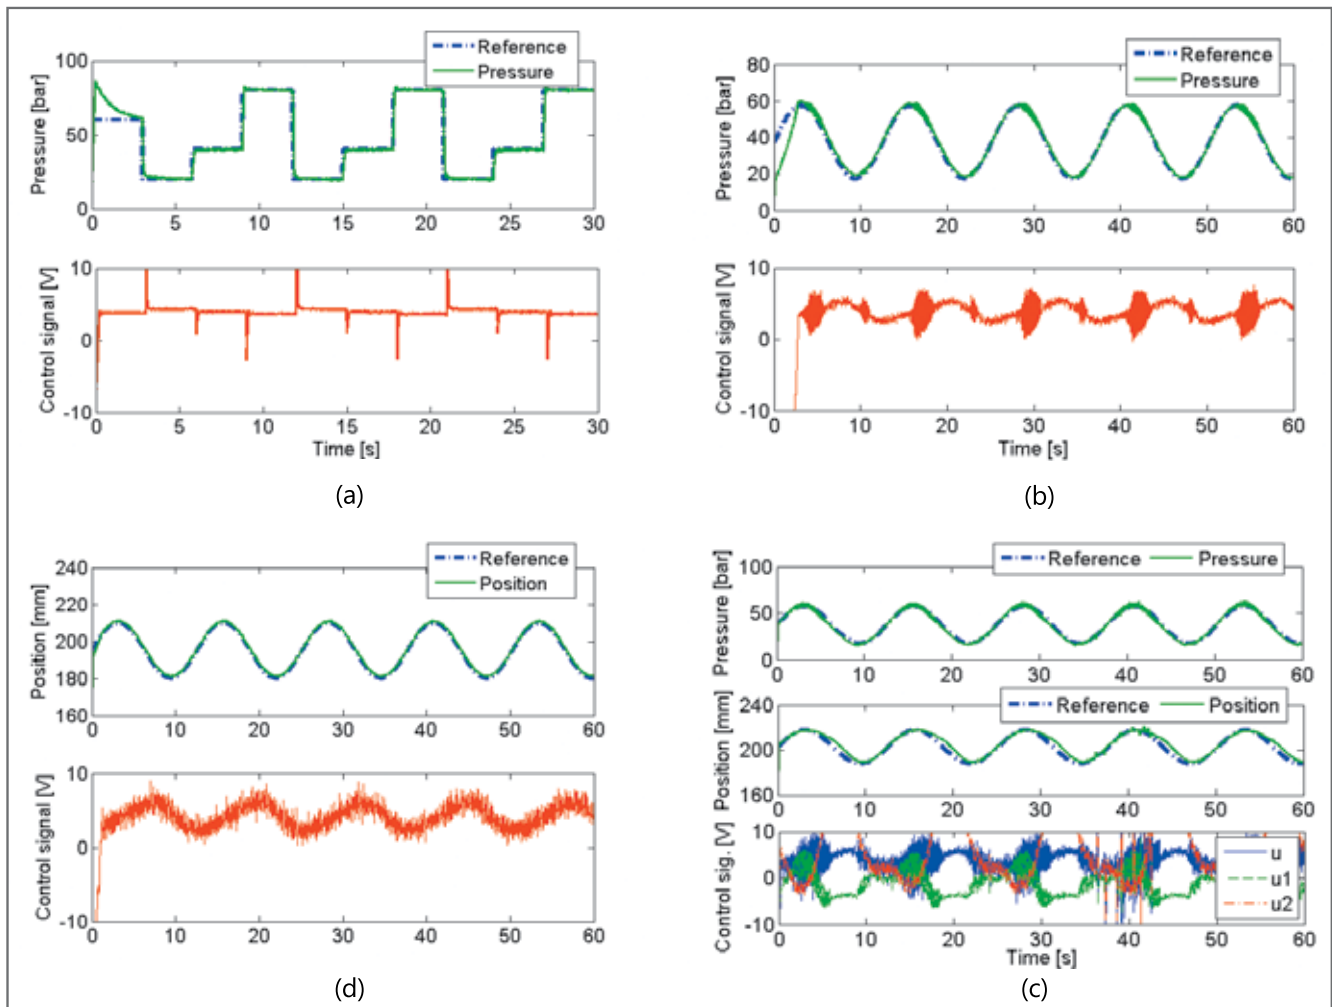 Reference
Pressure
Pressure [bar]
100
50
0
0 5 10 15 20 25 30
Control signal [V]
10
0
-10
0 5 10 15 20 25 30
Time [s]
(a)
Reference
Pressure
Pressure [bar]
80
60
40
20
0
0 10 20 30 40 50 60
Control signal [V]
10
0
-10
0 10 20 30 40 50 60
Time [s]
(b)
Reference
Position
Position [mm]
240
220
200
180
160
0 10 20 30 40 50 60
Control signal [V]
10
0
-10
0 10 20 30 40 50 60
(d)
Reference Pressure
Pressure [bar]
100
50
0
0 10 20 30 40 50 60
Reference Position
Position [mm]
240
200
160
0 10 20 30 40 50 60
Control sig. [V]
10
0
-10
u
u1
u2
0 10 20 30 40 50 60
Time [s]
(c)